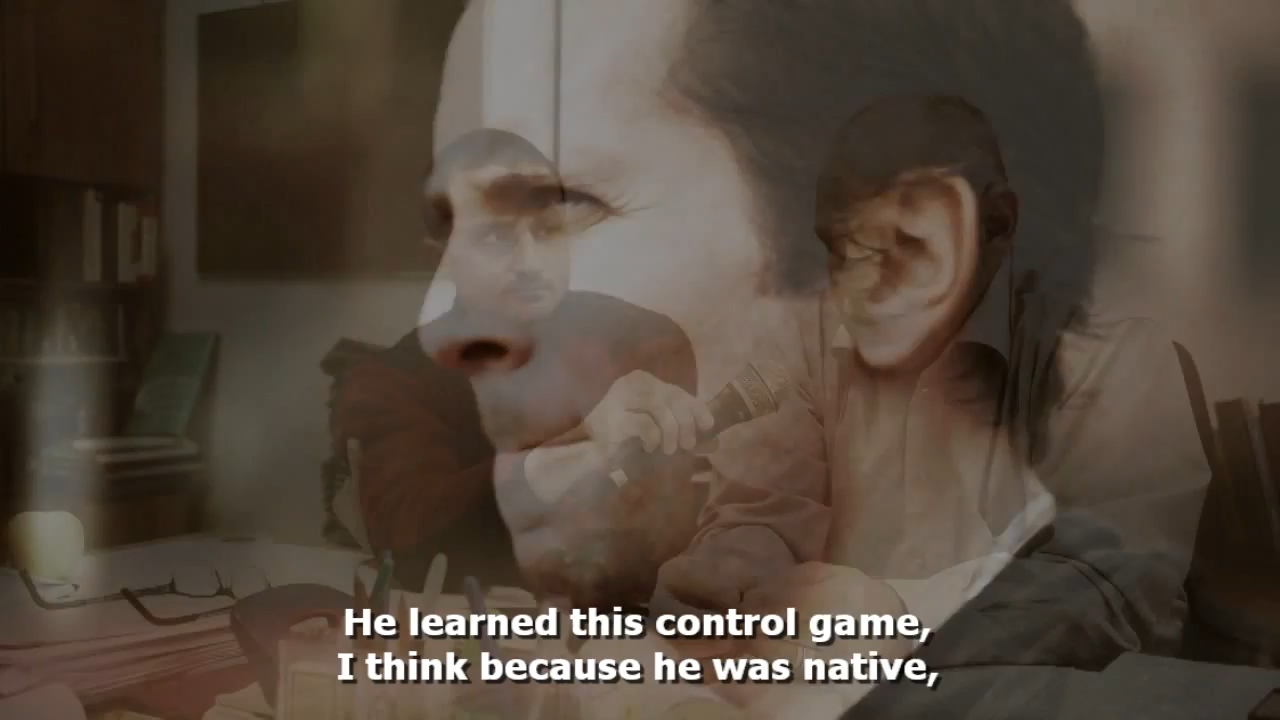 He learned this control game,
I think because he was native,